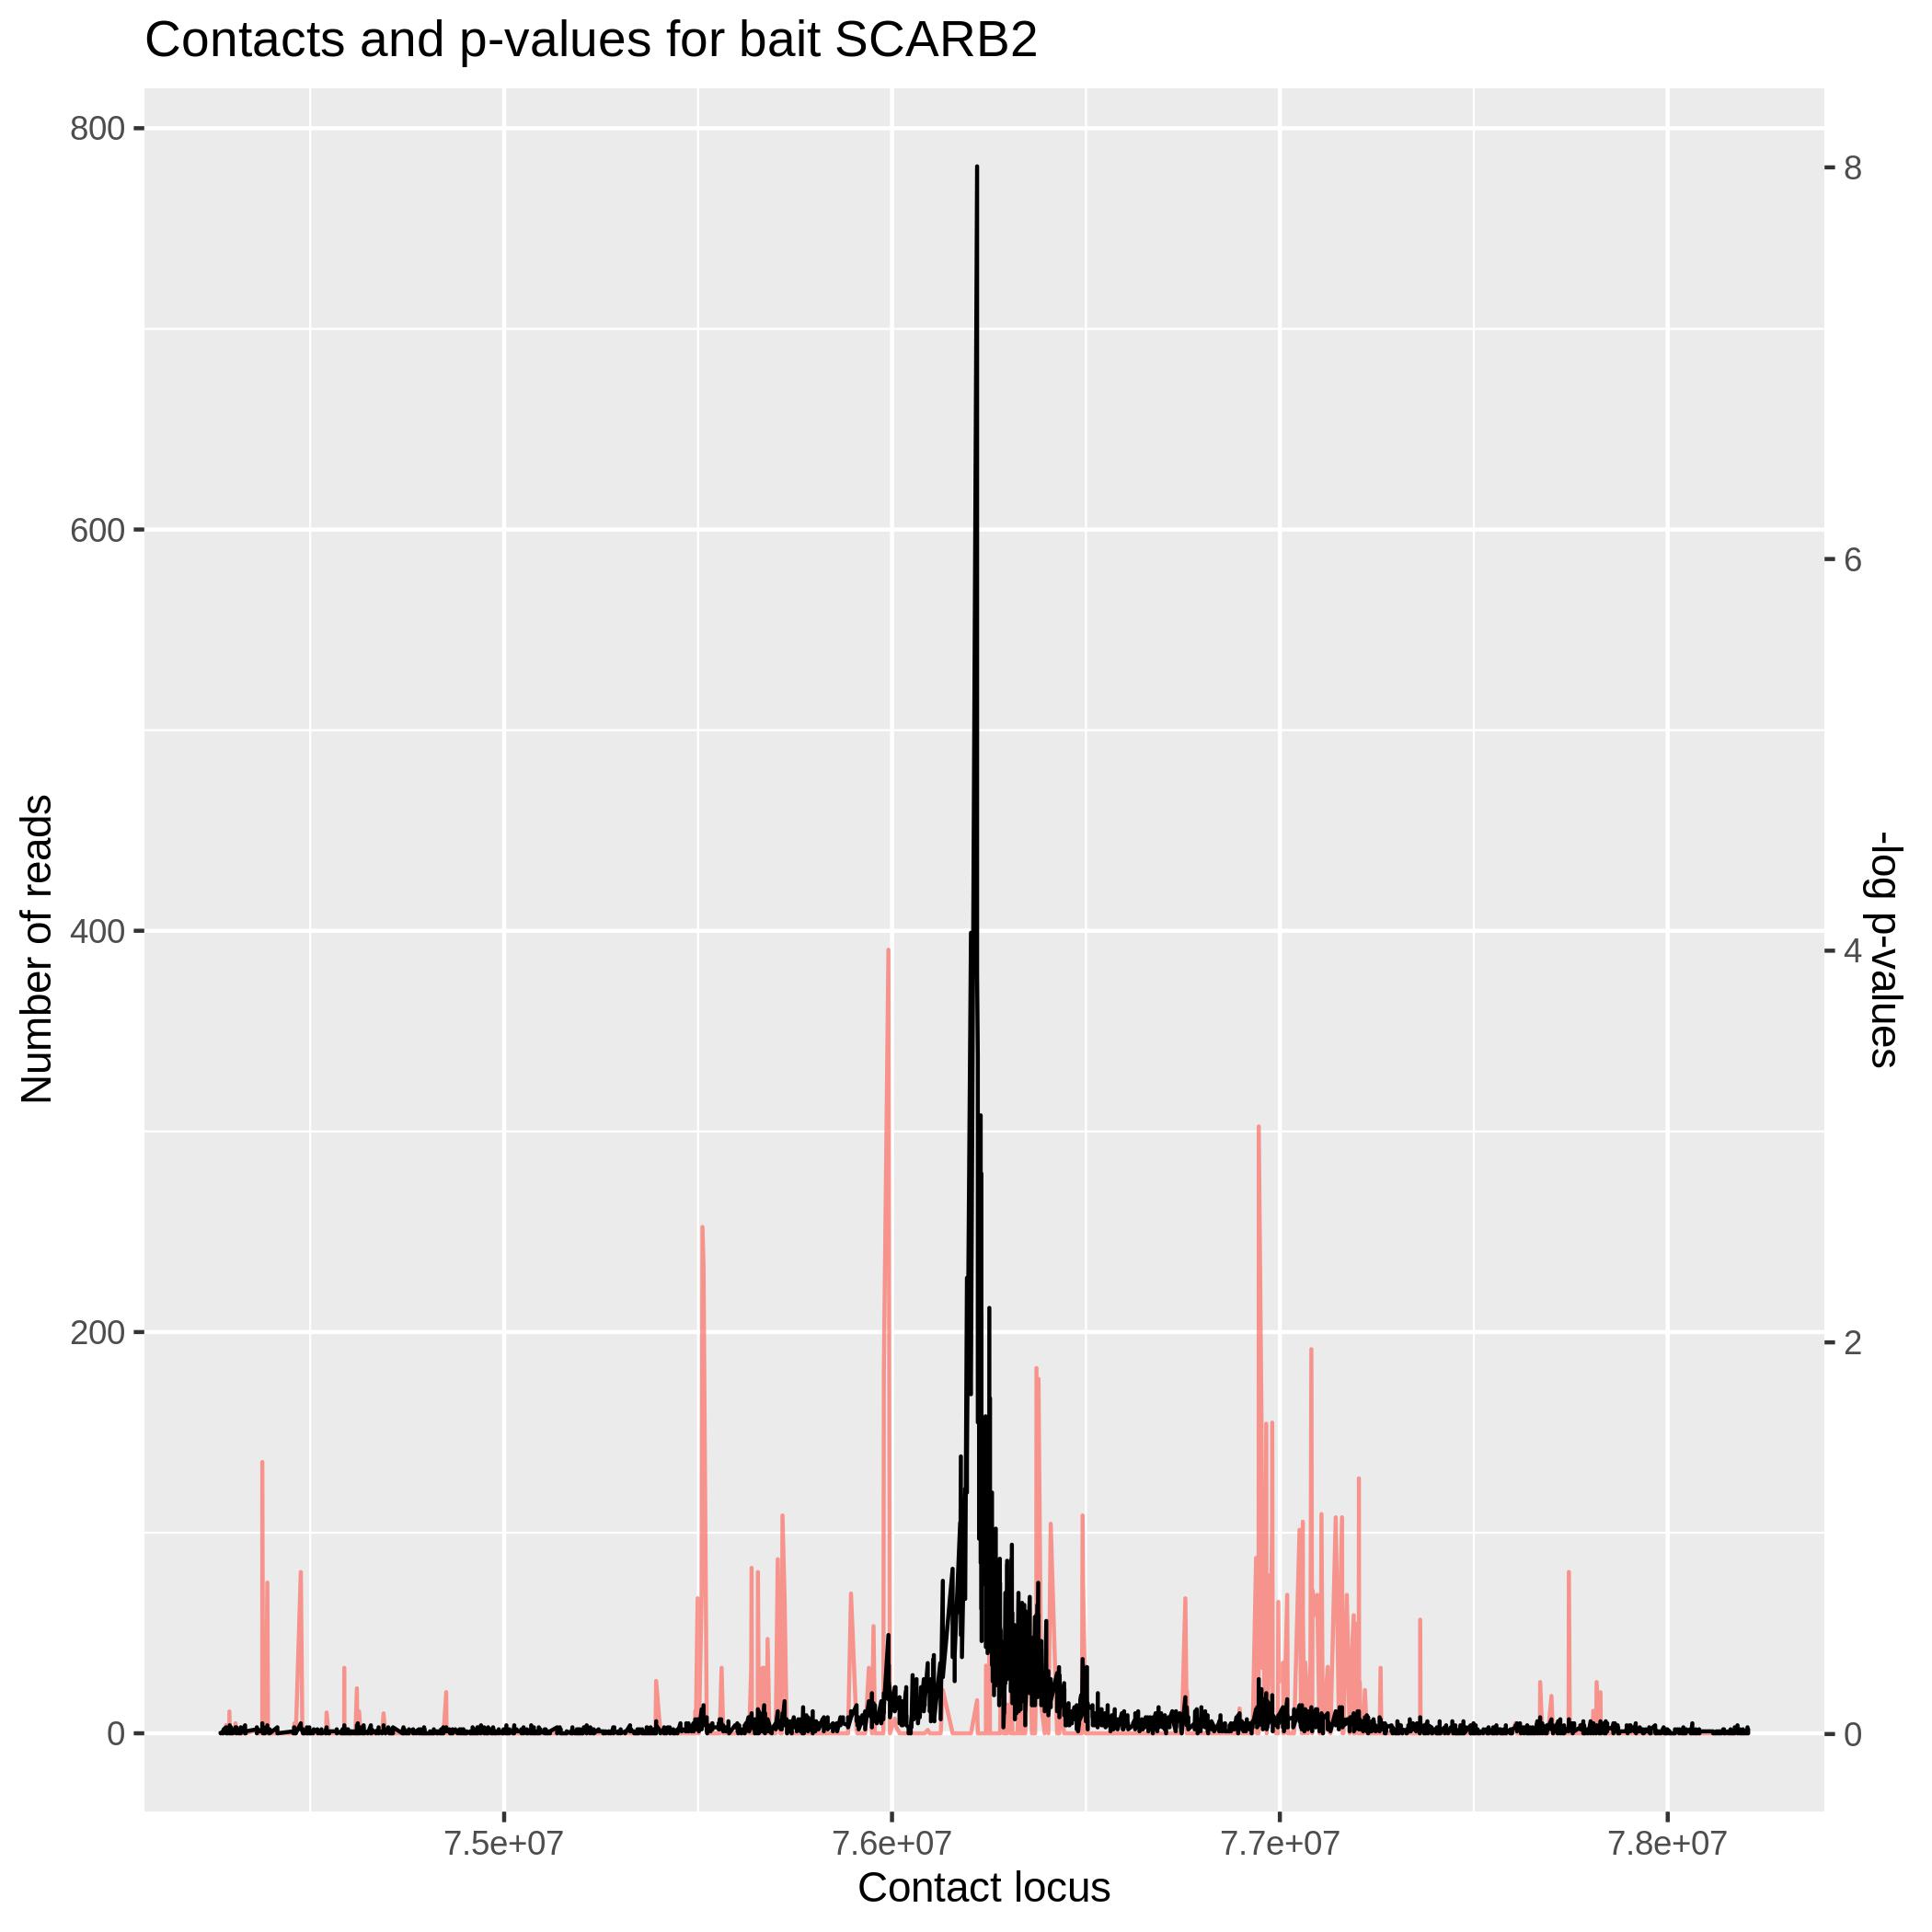 Contacts and p-values for bait SCARB2
800
600
400
200
0
Number of reads
8
6
4
2
0
-log p-values
7.5e+07
7.6e+07
7.7e+07
7.8e+07
Contact locus